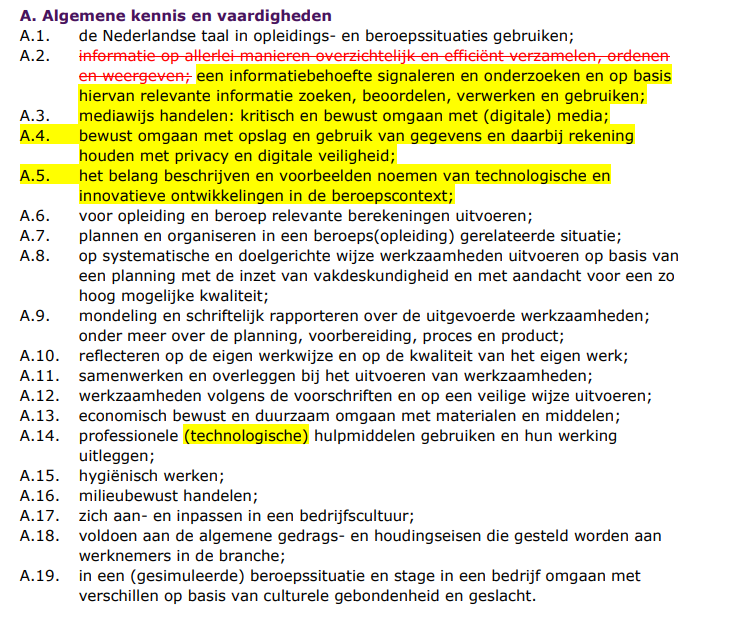 A. Algemene kennis en vaardigheden
A.1. de Nederlandse taal in opleidings- en beroepssituaties gebruiken;
A.2. informatie op allerlei manieren overzichtelijk en efficiënt verzamelen, ordenen
en weergeven; een informatiebehoefte signaleren en onderzoeken en op basis
hiervan relevante informatie zoeken, beoordelen, verwerken en gebruiken;
A.3. mediawijs handelen: kritisch en bewust omgaan met (digitale) media;
A.4. bewust omgaan met opslag en gebruik van gegevens en daarbij rekening
houden met privacy en digitale veiligheid;
A.5. het belang beschrijven en voorbeelden noemen van technologische en
innovatieve ontwikkelingen in de beroepscontext;
A.6. voor opleiding en beroep relevante berekeningen uitvoeren;
A.7. plannen en organiseren in een beroeps(opleiding) gerelateerde situatie;
A.8. op systematische en doelgerichte wijze werkzaamheden uitvoeren op basis van
een planning met de inzet van vakdeskundigheid en met aandacht voor een zo
hoog mogelijke kwaliteit;
A.9. mondeling en schriftelijk rapporteren over de uitgevoerde werkzaamheden;
onder meer over de planning, voorbereiding, proces en product;
A.10. reflecteren op de eigen werkwijze en op de kwaliteit van het eigen werk;
A.11. samenwerken en overleggen bij het uitvoeren van werkzaamheden;
A.12. werkzaamheden volgens de voorschriften en op een veilige wijze uitvoeren;
A.13. economisch bewust en duurzaam omgaan met materialen en middelen;
A.14. professionele (technologische) hulpmiddelen gebruiken en hun werking
uitleggen;
A.15. hygiënisch werken;
A.16. milieubewust handelen;
A.17. zich aan- en inpassen in een bedrijfscultuur;
A.18. voldoen aan de algemene gedrags- en houdingseisen die gesteld worden aan
werknemers in de branche;
A.19. in een (gesimuleerde) beroepssituatie en stage in een bedrijf omgaan met
verschillen op basis van culturele gebondenheid en geslacht.